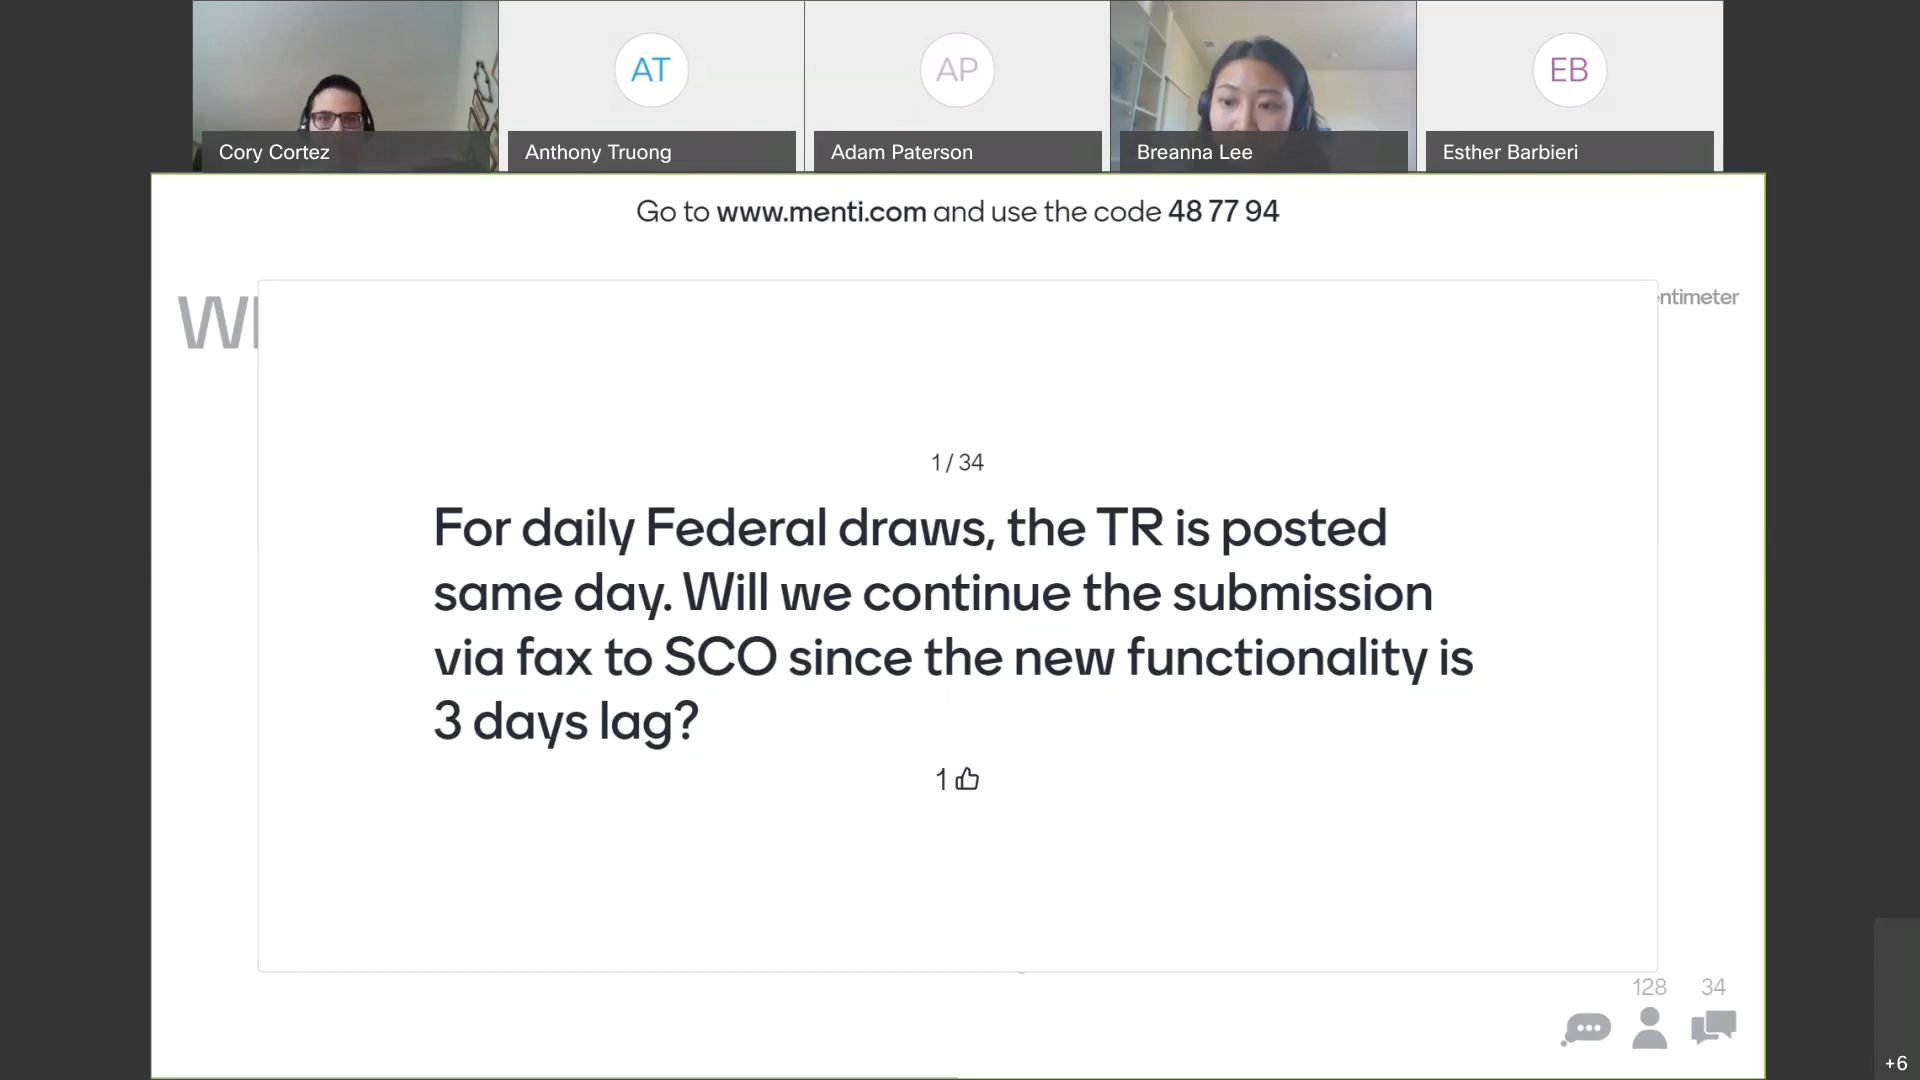 AT
AP
EB
Cory Cortez
Anthony Truong
Adam Paterson
Breanna Lee
Esther Barbieri
Go to www.menti.com and use the code 48 77 94
ntimeter
1 / 34
For daily Federal draws, the TR is posted
same day. Will we continue the submission
via fax to SCO since the new functionality is
3 days lag?
1
128
34
+6